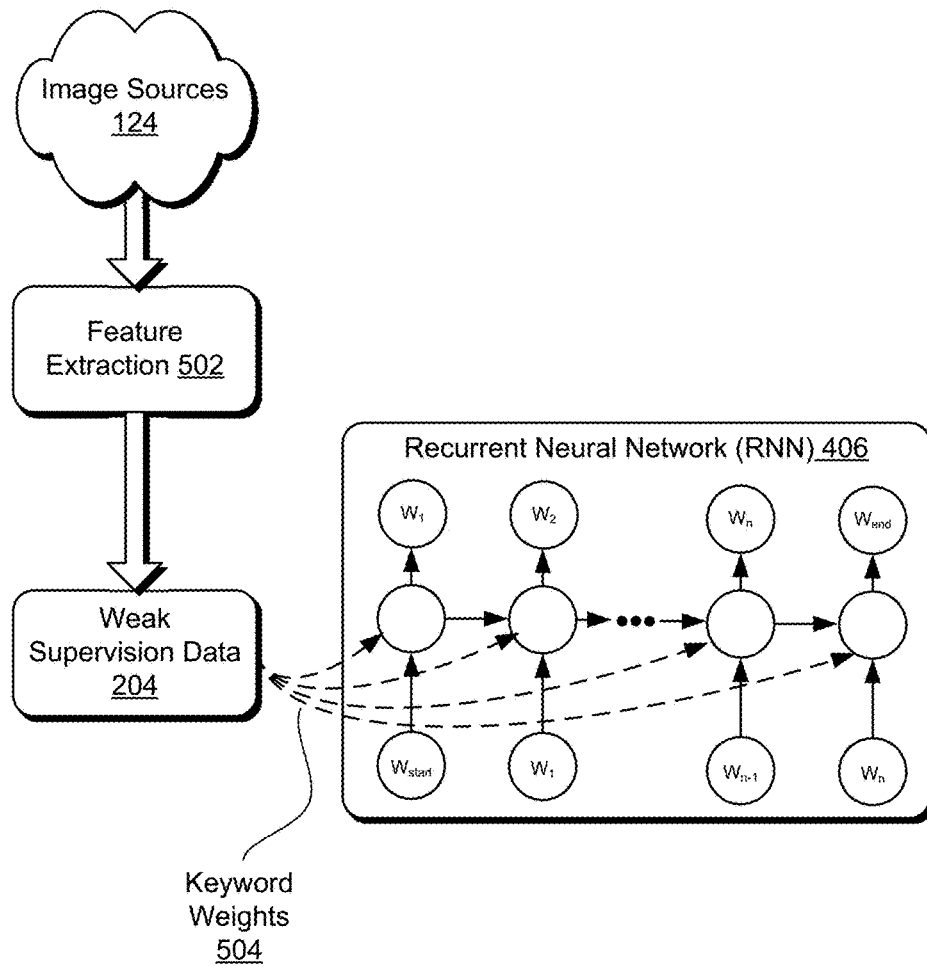 Image Sources
124
Feature
Extraction 502
Recurrent Neural Network (RNN) 406
W1 W2 Wn Wend
Weak
Supervision Data
204
•••
Wstart W1 Wn-1 Wn
Keyword
Weights
504